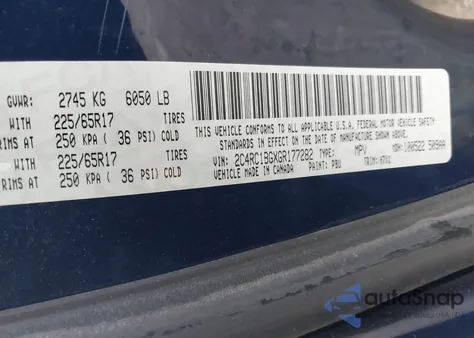 GVWR: 2745 KG 6050 LB
WITH 225/65R17 TIRES
RIMS AT 250 KPA ( 36 PSI) COLD
WITH 225/65R17 TIRES
RIMS AT 250 KPA ( 36 PSI) COLD
THIS VEHICLE CONFORMS TO ALL APPLICABLE U.S.A. FEDERAL MOTOR VEHICLE SAFETY
STANDARDS IN EFFECT ON THE DATE OF MANUFACTURE SHOWN ABOVE.
VIN: 2C4RC1BGXGR177282 TYPE: MPV
MADE IN CANADA PAINT: PBU TRIM:
autoSnap